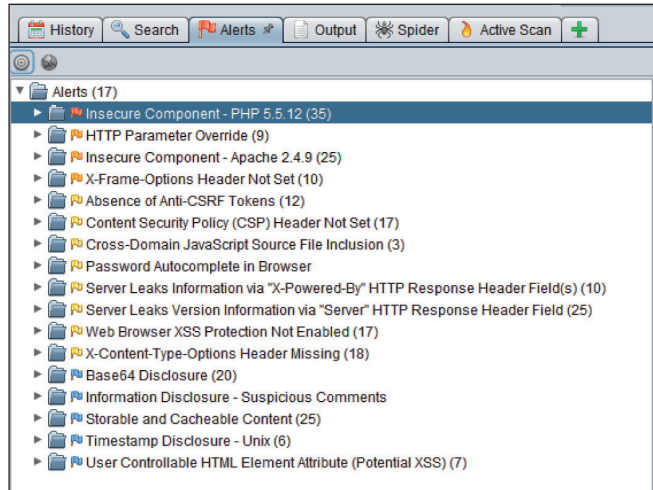 History Search Alerts Output Spider Active Scan
Alerts (17)
Insecure Component - PHP 5.5.12 (35)
HTTP Parameter Override (9)
Insecure Component - Apache 2.4.9 (25)
X-Frame-Options Header Not Set (10)
Absence of Anti-CSRF Tokens (12)
Content Security Policy (CSP) Header Not Set (17)
Cross-Domain JavaScript Source File Inclusion (3)
Password Autocomplete in Browser
Server Leaks Information via "X-Powered-By" HTTP Response Header Field(s) (10)
Server Leaks Version Information via "Server" HTTP Response Header Field (25)
Web Browser XSS Protection Not Enabled (17)
X-Content-Type-Options Header Missing (18)
Base64 Disclosure (20)
Information Disclosure - Suspicious Comments
Storable and Cacheable Content (25)
Timestamp Disclosure - Unix (6)
User Controllable HTML Element Attribute (Potential XSS) (7)